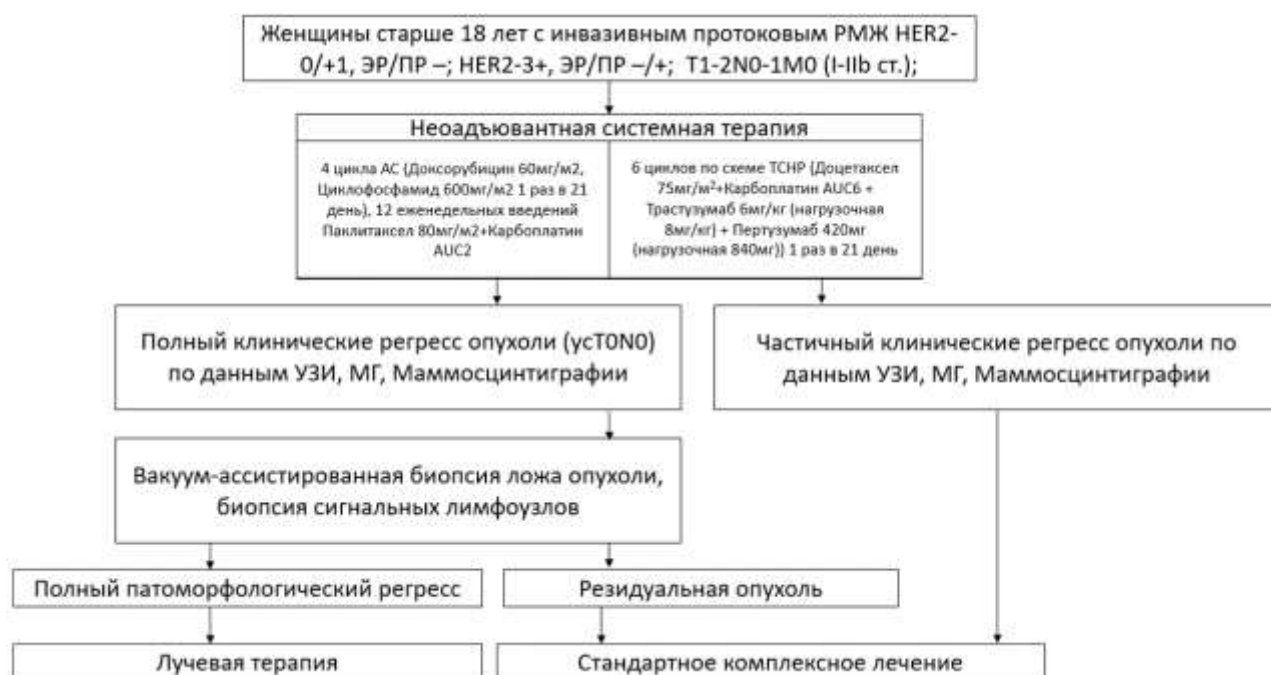 Женщины старше 18 лет с инвазивным протоковым РМЖ HER2-
0/+1, ЭР/ПР –; HER2-3+, ЭР/ПР –/+;  T1-2N0-1M0 (I-IIb ст.);
Неоадъювантная системная терапия
4 цикла АС (Доксорубицин 60мг/м2,
Циклофосфамид 600мг/м2 1 раз в 21
день), 12 еженедельных введений
Паклитаксел 80мг/м2+Карбоплатин
AUC2
6 циклов по схеме TCHP (Доцетаксел
75мг/м²+Карбоплатин AUC6 +
Трастузумаб 6мг/кг (нагрузочная
8мг/кг) + Пертузумаб 420мг
(нагрузочная 840мг)) 1 раз в 21 день
Полный клинические регресс опухоли (ycT0N0)
по данным УЗИ, МГ, Маммосцинтиграфии
Частичный клинические регресс опухоли по
данным УЗИ, МГ, Маммосцинтиграфии
Вакуум-ассистированная биопсия ложа опухоли,
биопсия сигнальных лимфоузлов
Полный патоморфологический регресс
Резидуальная опухоль
Лучевая терапия
Стандартное комплексное лечение